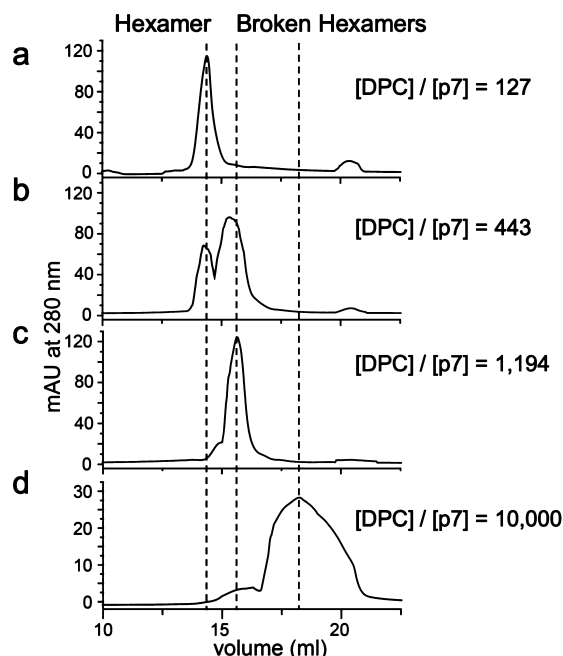 Hexamer Broken Hexamers
a
120
80
40
0
[DPC] / [p7] = 127
b
120
80
40
0
[DPC] / [p7] = 443
c
120
80
40
0
[DPC] / [p7] = 1,194
d
30
20
10
0
[DPC] / [p7] = 10,000
mAU at 280 nm
10 15 20
volume (ml)